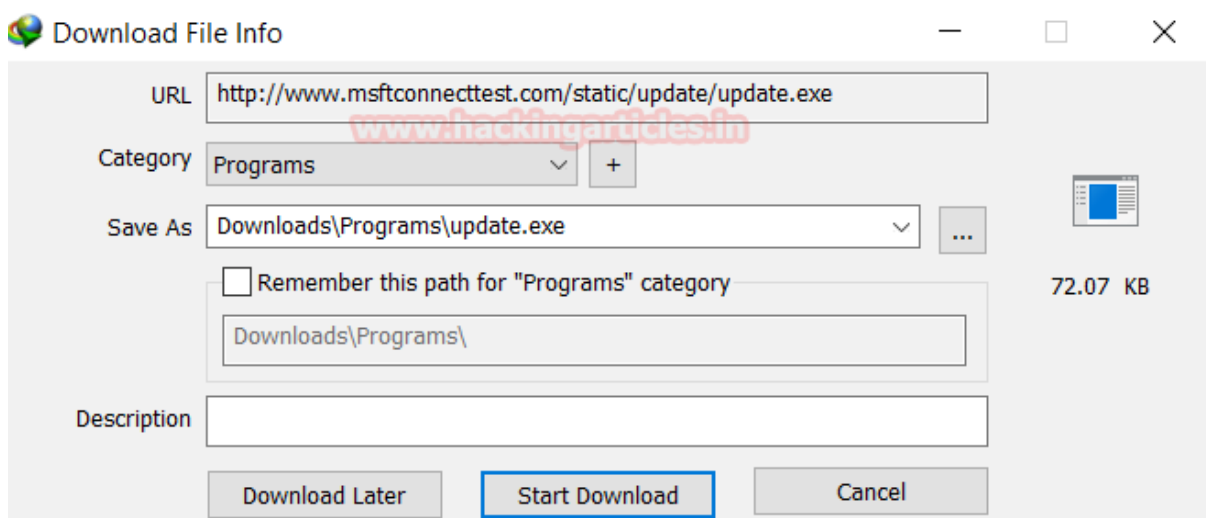 Download File Info
URL http://www.msftconnecttest.com/static/update/update.exe
www.hackingarticles.in
Category Programs +
Save As Downloads\Programs\update.exe ...
Remember this path for "Programs" category
72.07 KB
Downloads\Programs\
Description
Download Later Start Download Cancel